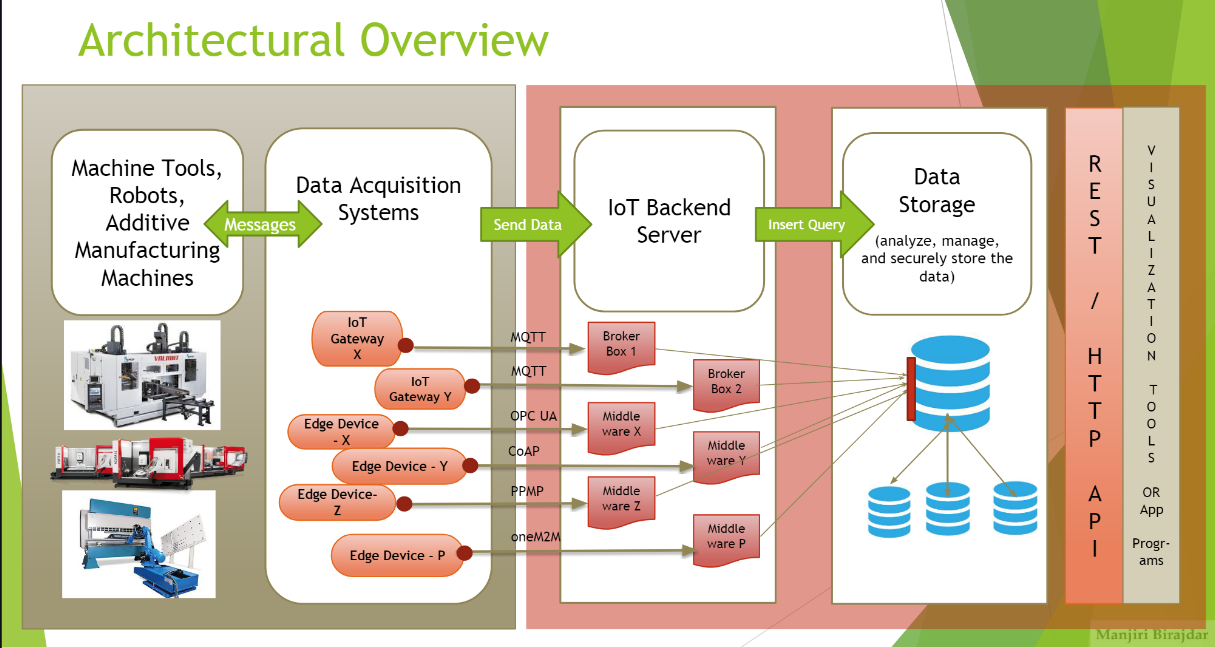 Architectural Overview
Machine Tools,
Robots,
Additive
Manufacturing
Machines
Messages
Data Acquisition
Systems
Send Data
IoT Backend
Server
Insert Query
Data
Storage
(analyze, manage,
and securely store the
data)
IoT
Gateway
X
MQTT
Broker
Box 1
IoT
Gateway Y
MQTT
Broker
Box 2
Edge Device
- X
OPC UA
Middle
ware X
Edge Device - Y
CoAP
Middle
ware Y
Edge Device-
Z
PPMP
Middle
ware Z
Edge Device - P
oneM2M
Middle
ware P
REST / HTTP API
VISUALIZATION TOOLS
OR
App
Progr-
ams
VALIANT
Manjiri Birajdar